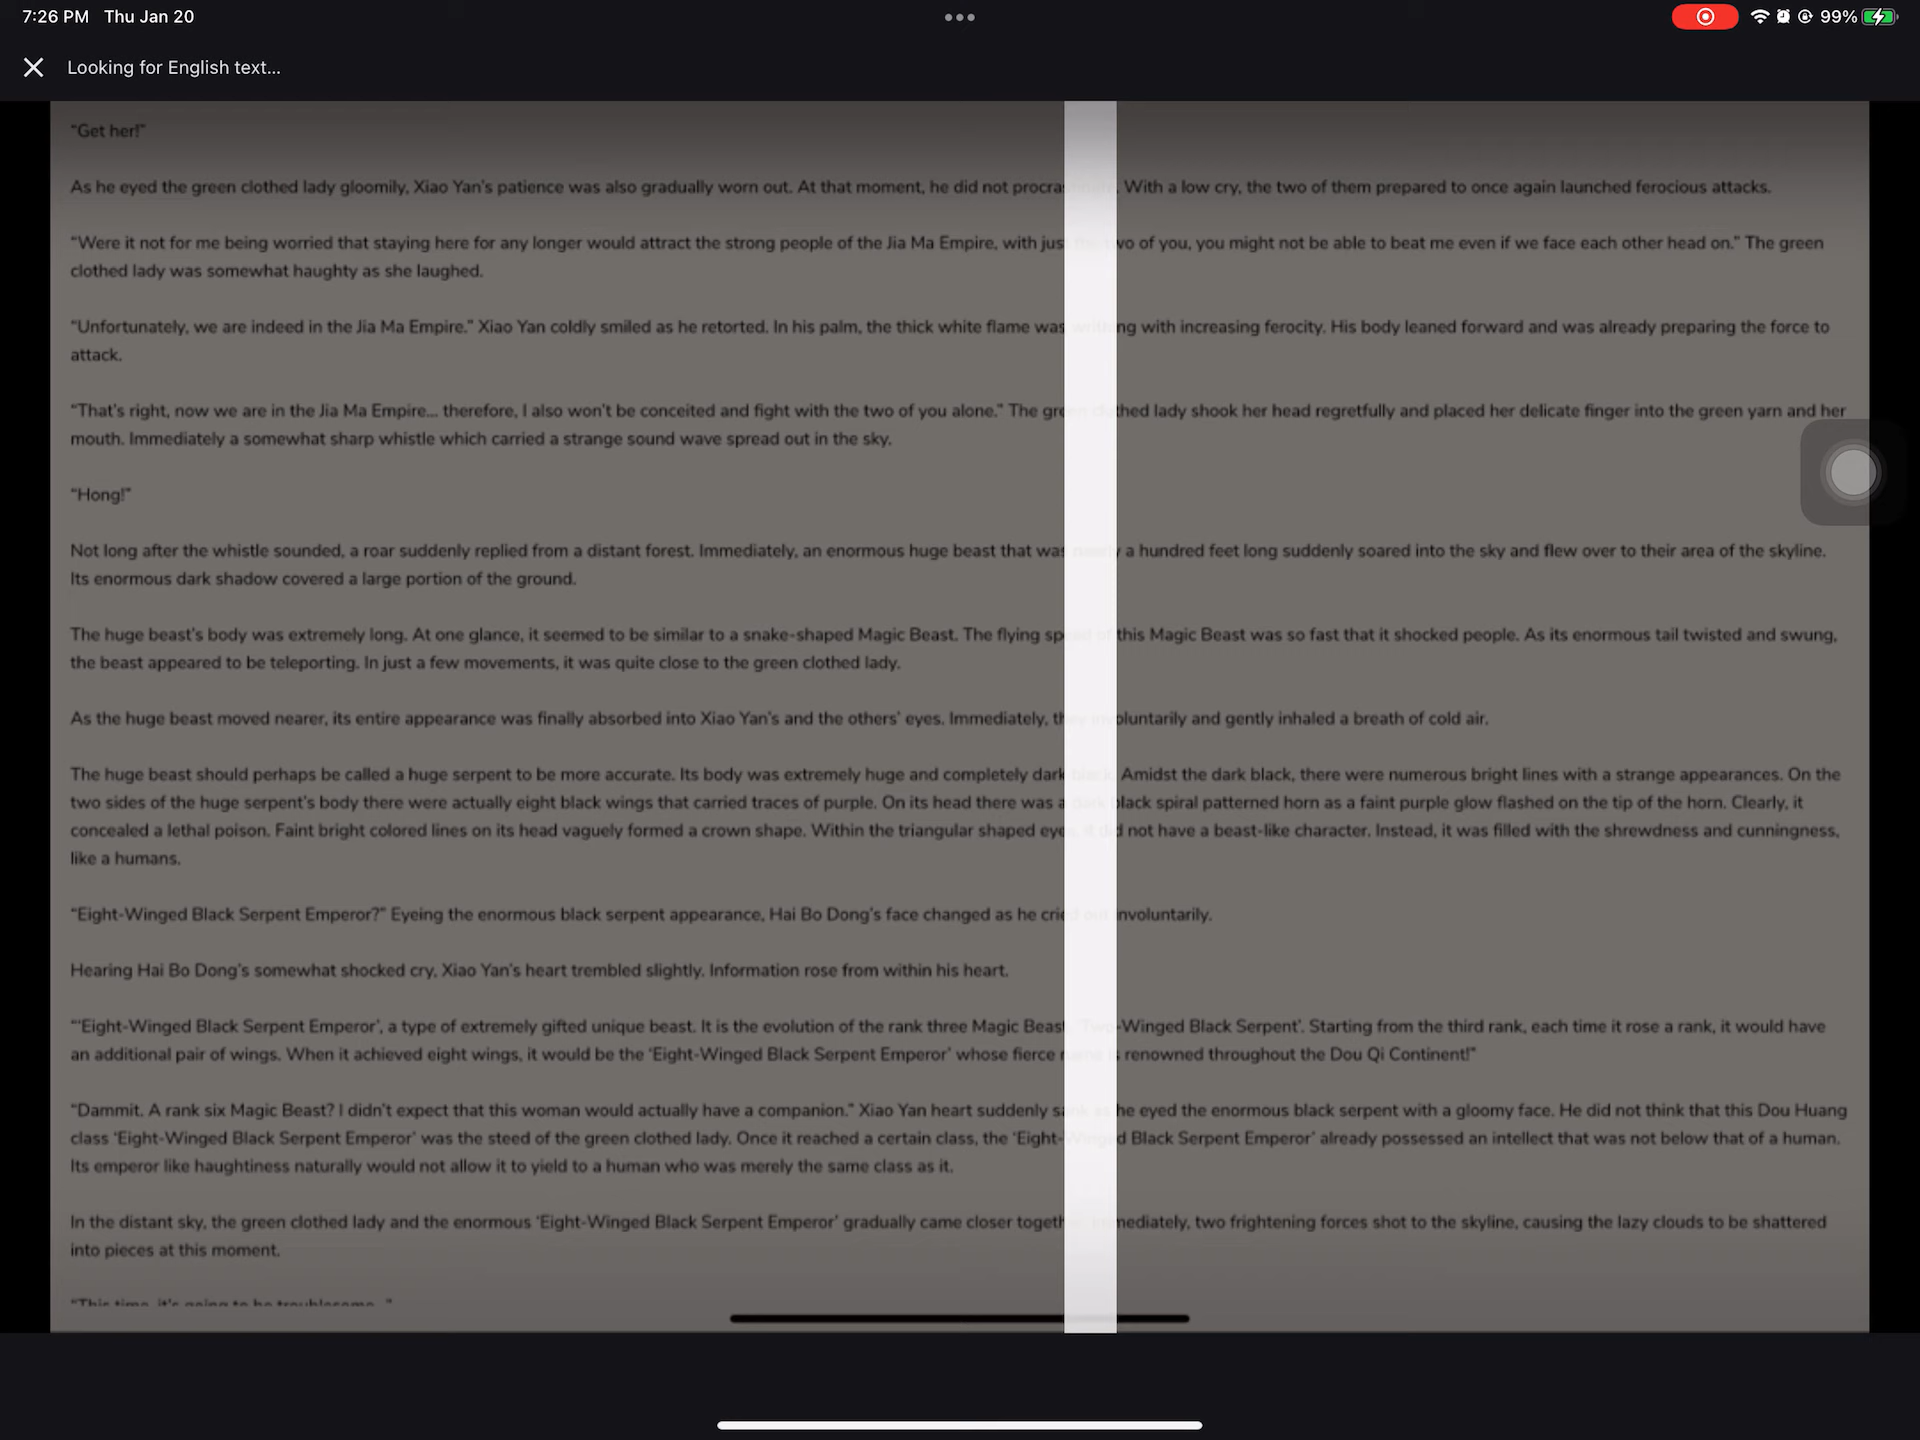 7:26 PM Thu Jan 20
99%
Looking for English text...
“Get her!”
As he eyed the green clothed lady gloomily, Xiao Yan’s patience was also gradually worn out. At that moment, he did not procras With a low cry, the two of them prepared to once again launched ferocious attacks.
“Were it not for me being worried that staying here for any longer would attract the strong people of the Jia Ma Empire, with just the two of you, you might not be able to beat me even if we face each other head on.” The green
clothed lady was somewhat haughty as she laughed.
“Unfortunately, we are indeed in the Jia Ma Empire.” Xiao Yan coldly smiled as he retorted. In his palm, the thick white flame was writhing with increasing ferocity. His body leaned forward and was already preparing the force to
attack.
“That’s right, now we are in the Jia Ma Empire... therefore, I also won’t be conceited and fight with the two of you alone.” The green clothed lady shook her head regretfully and placed her delicate finger into the green yarn and her
mouth. Immediately a somewhat sharp whistle which carried a strange sound wave spread out in the sky.
“Hong!”
Not long after the whistle sounded, a roar suddenly replied from a distant forest. Immediately, an enormous huge beast that was nearly a hundred feet long suddenly soared into the sky and flew over to their area of the skyline.
Its enormous dark shadow covered a large portion of the ground.
The huge beast’s body was extremely long. At one glance, it seemed to be similar to a snake-shaped Magic Beast. The flying speed of this Magic Beast was so fast that it shocked people. As its enormous tail twisted and swung,
the beast appeared to be teleporting. In just a few movements, it was quite close to the green clothed lady.
As the huge beast moved nearer, its entire appearance was finally absorbed into Xiao Yan’s and the others’ eyes. Immediately, they involuntarily and gently inhaled a breath of cold air.
The huge beast should perhaps be called a huge serpent to be more accurate. Its body was extremely huge and completely dark black. Amidst the dark black, there were numerous bright lines with a strange appearances. On the
two sides of the huge serpent’s body there were actually eight black wings that carried traces of purple. On its head there was a dark black spiral patterned horn as a faint purple glow flashed on the tip of the horn. Clearly, it
concealed a lethal poison. Faint bright colored lines on its head vaguely formed a crown shape. Within the triangular shaped eyes, it did not have a beast-like character. Instead, it was filled with the shrewdness and cunningness,
like a humans.
“Eight-Winged Black Serpent Emperor?” Eyeing the enormous black serpent appearance, Hai Bo Dong’s face changed as he cried out involuntarily.
Hearing Hai Bo Dong’s somewhat shocked cry, Xiao Yan’s heart trembled slightly. Information rose from within his heart.
“‘Eight-Winged Black Serpent Emperor’, a type of extremely gifted unique beast. It is the evolution of the rank three Magic Beast ‘Two-Winged Black Serpent’. Starting from the third rank, each time it rose a rank, it would have
an additional pair of wings. When it achieved eight wings, it would be the ‘Eight-Winged Black Serpent Emperor’ whose fierce name is renowned throughout the Dou Qi Continent!”
“Dammit. A rank six Magic Beast? I didn’t expect that this woman would actually have a companion.” Xiao Yan heart suddenly sank as he eyed the enormous black serpent with a gloomy face. He did not think that this Dou Huang
class ‘Eight-Winged Black Serpent Emperor’ was the steed of the green clothed lady. Once it reached a certain class, the ‘Eight-Winged Black Serpent Emperor’ already possessed an intellect that was not below that of a human.
Its emperor like haughtiness naturally would not allow it to yield to a human who was merely the same class as it.
In the distant sky, the green clothed lady and the enormous ‘Eight-Winged Black Serpent Emperor’ gradually came closer together. Immediately, two frightening forces shot to the skyline, causing the lazy clouds to be shattered
into pieces at this moment.
“This time, it’s going to be troublesome...”